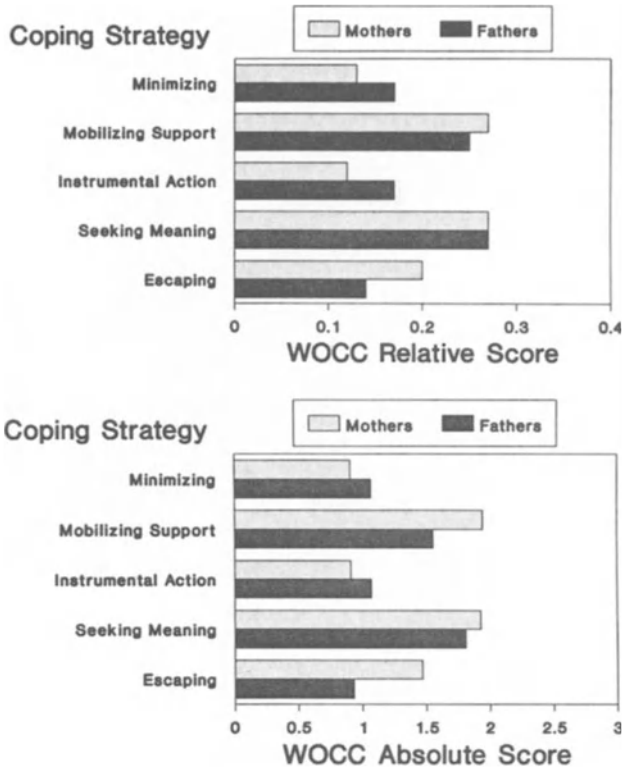 Coping Strategy
Mothers Fathers
Minimizing
Mobilizing Support
Instrumental Action
Seeking Meaning
Escaping
0 0.1 0.2 0.3 0.4
WOCC Relative Score
Coping Strategy
Mothers Fathers
Minimizing
Mobilizing Support
Instrumental Action
Seeking Meaning
Escaping
0 0.5 1 1.5 2 2.5 3
WOCC Absolute Score